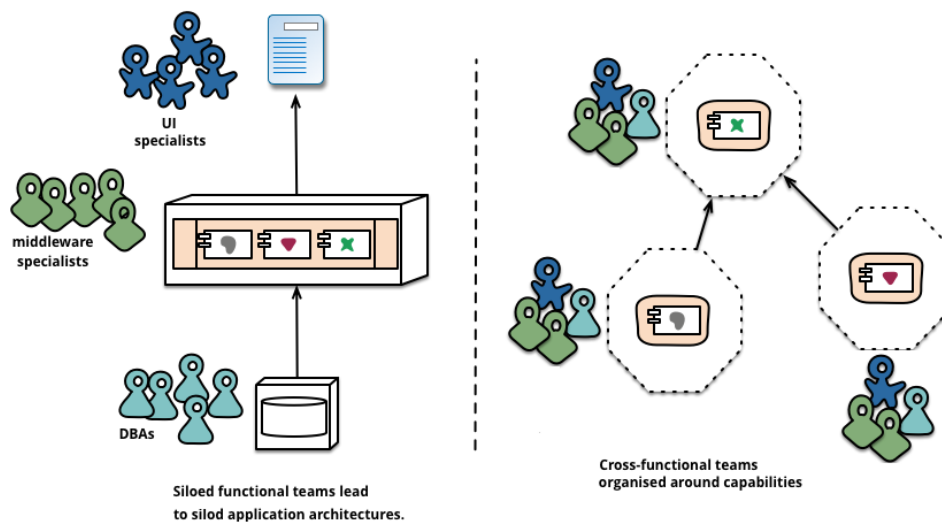 UI
specialists
middleware
specialists
DBAs
Siloed functional teams lead
to silod application architectures.
Cross-functional teams
organised around capabilities